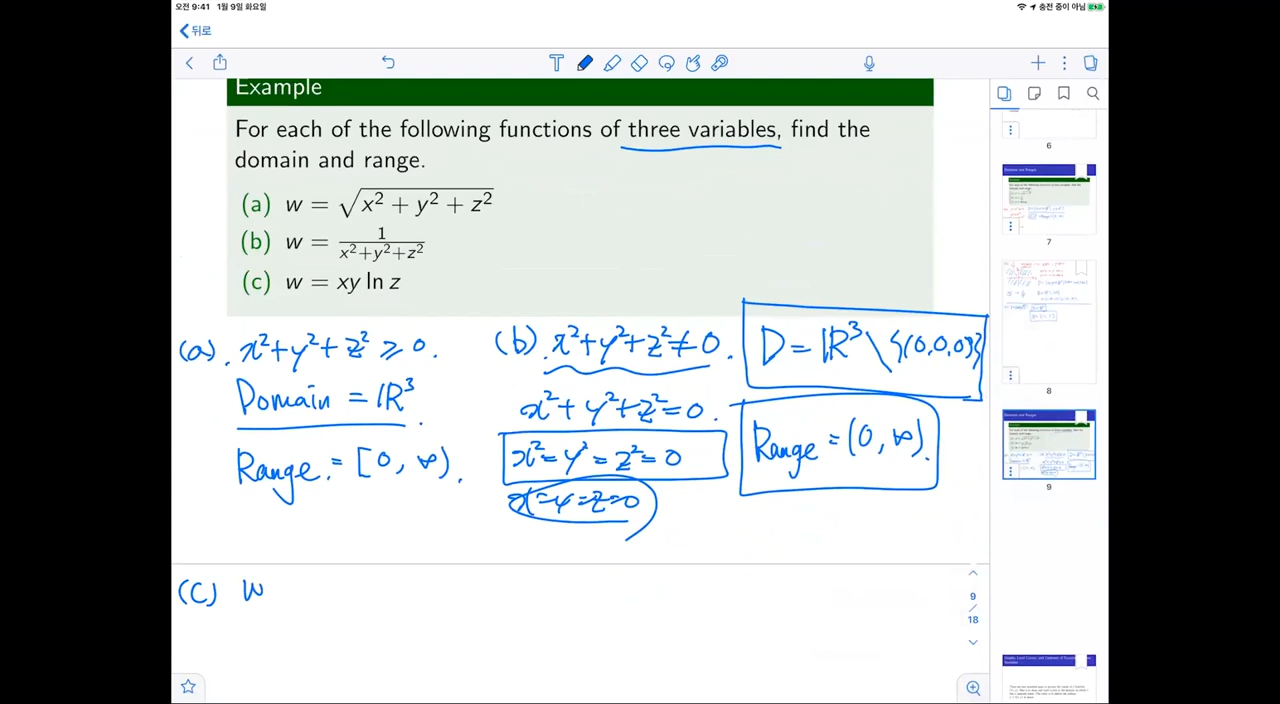 오전 9:41 1월 9일 화요일
충전 중이 아님
뒤로
Example
For each of the following functions of three variables, find the
domain and range.
(a) w = √(x² + y² + z²)
(b) w = 1/(x²+y²+z²)
(c) w = xy ln z
(a). x²+y²+z² ≥ 0.
Domain = ℝ³.
Range: = [0, ∞).
(b). x²+y²+z² ≠ 0.
x²+y²+z²=0.
x²=y²=z²=0
x=y=z=0
D = ℝ³\{(0,0,0)}
Range = (0, ∞).
(C) W
6
7
8
9
9
/
18